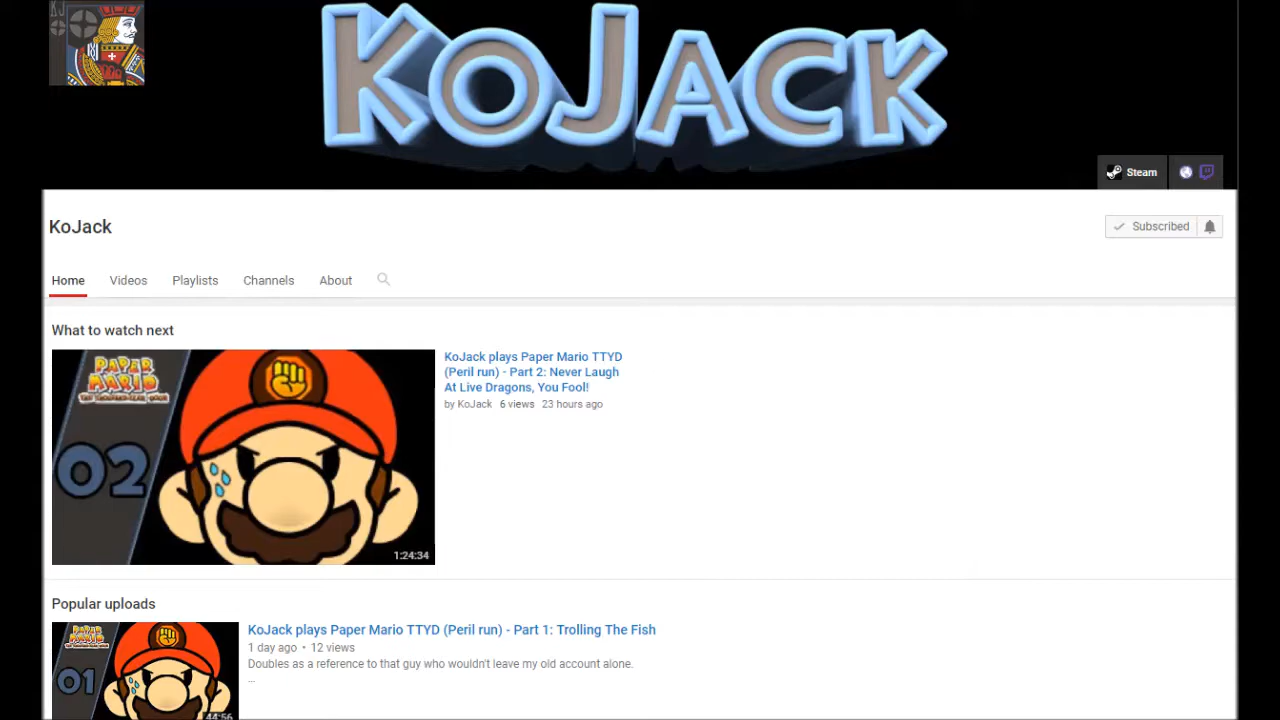 KJ
KoJack
Steam
KoJack
Subscribed
Home Videos Playlists Channels About
What to watch next
PAPER
MARIO
02
1:24:34
KoJack plays Paper Mario TTYD
(Peril run) - Part 2: Never Laugh
At Live Dragons, You Fool!
by KoJack 6 views 23 hours ago
Popular uploads
PAPER
MARIO
01
44:56
KoJack plays Paper Mario TTYD (Peril run) - Part 1: Trolling The Fish
1 day ago • 12 views
Doubles as a reference to that guy who wouldn't leave my old account alone.
...